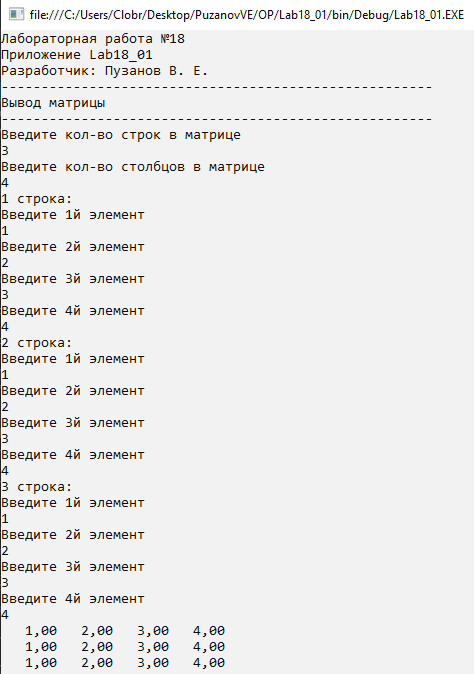 file:///C:/Users/Clobr/Desktop/PuzanovVE/OP/Lab18_01/bin/Debug/Lab18_01.EXE
Лабораторная работа №18
Приложение Lab18_01
Разработчик: Пузанов В. Е.
------------------------------------------------------
Вывод матрицы
------------------------------------------------------
Введите кол-во строк в матрице
3
Введите кол-во столбцов в матрице
4
1 строка:
Введите 1й элемент
1
Введите 2й элемент
2
Введите 3й элемент
3
Введите 4й элемент
4
2 строка:
Введите 1й элемент
1
Введите 2й элемент
2
Введите 3й элемент
3
Введите 4й элемент
4
3 строка:
Введите 1й элемент
1
Введите 2й элемент
2
Введите 3й элемент
3
Введите 4й элемент
4
   1,00   2,00   3,00   4,00
   1,00   2,00   3,00   4,00
   1,00   2,00   3,00   4,00